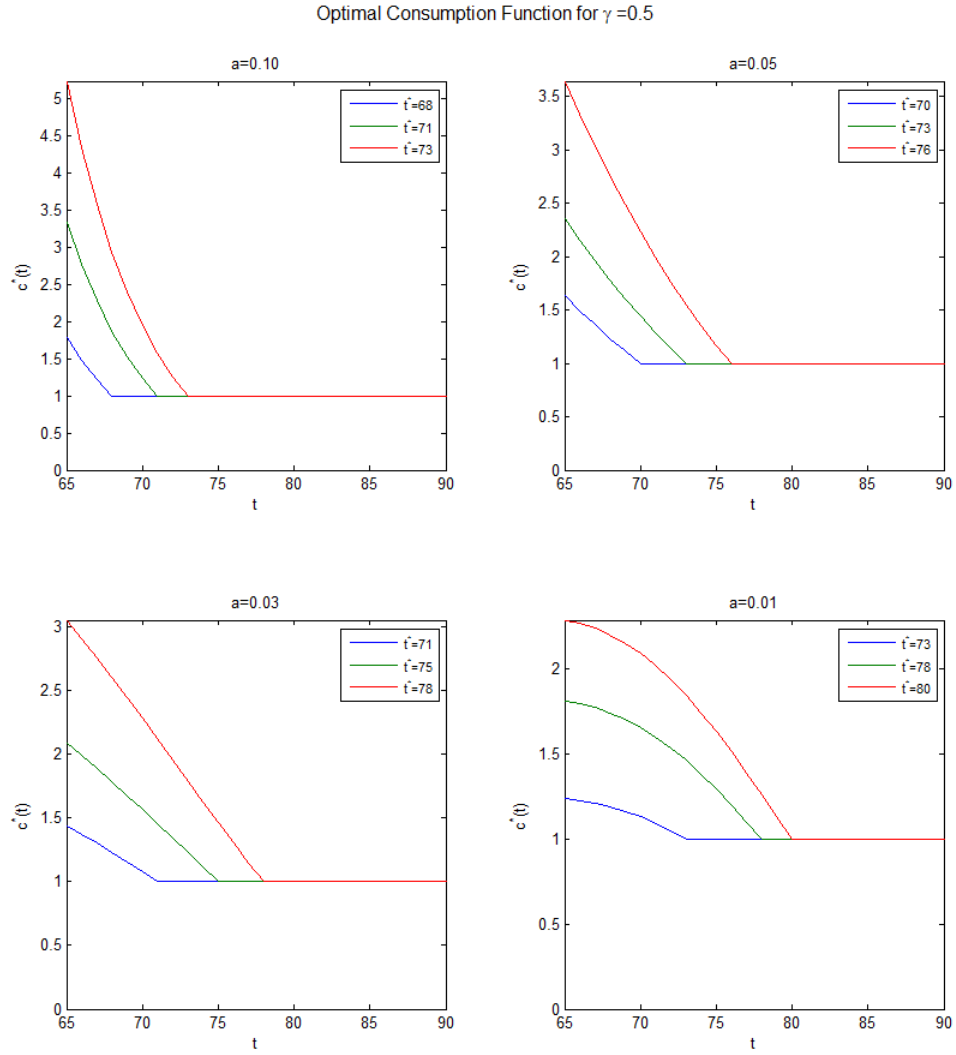 Optimal Consumption Function for γ =0.5
a=0.10
5
4.5
4
3.5
3
2.5
2
1.5
1
0.5
0
c*(t)
65 70 75 80 85 90
t
t^=68
t^=71
t^=73
a=0.05
3.5
3
2.5
2
1.5
1
0.5
0
c*(t)
65 70 75 80 85 90
t
t^=70
t^=73
t^=76
a=0.03
3
2.5
2
1.5
1
0.5
0
c*(t)
65 70 75 80 85 90
t
t^=71
t^=75
t^=78
a=0.01
2
1.5
1
0.5
0
c*(t)
65 70 75 80 85 90
t
t^=73
t^=78
t^=80